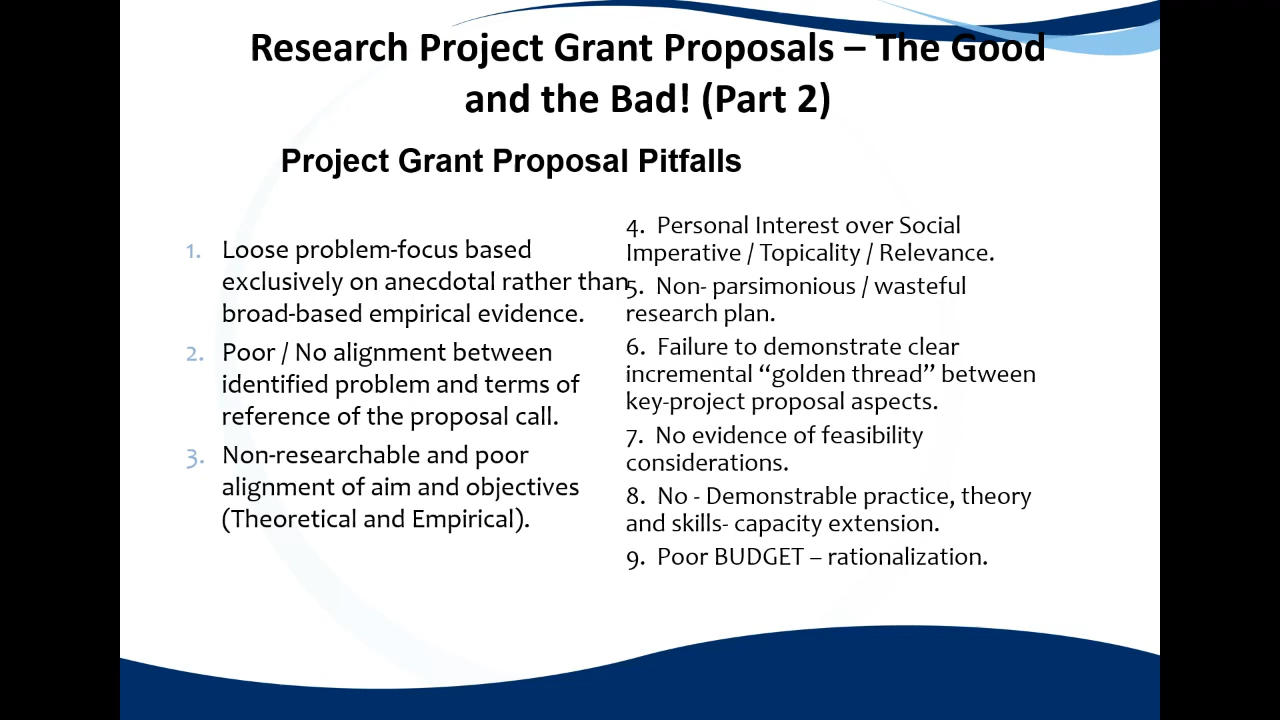 Research Project Grant Proposals – The Good
and the Bad! (Part 2)
Project Grant Proposal Pitfalls
1. Loose problem-focus based
exclusively on anecdotal rather than
broad-based empirical evidence.
2. Poor / No alignment between
identified problem and terms of
reference of the proposal call.
3. Non-researchable and poor
alignment of aim and objectives
(Theoretical and Empirical).
4. Personal Interest over Social
Imperative / Topicality / Relevance.
5. Non- parsimonious / wasteful
research plan.
6. Failure to demonstrate clear
incremental “golden thread” between
key-project proposal aspects.
7. No evidence of feasibility
considerations.
8. No - Demonstrable practice, theory
and skills- capacity extension.
9. Poor BUDGET – rationalization.